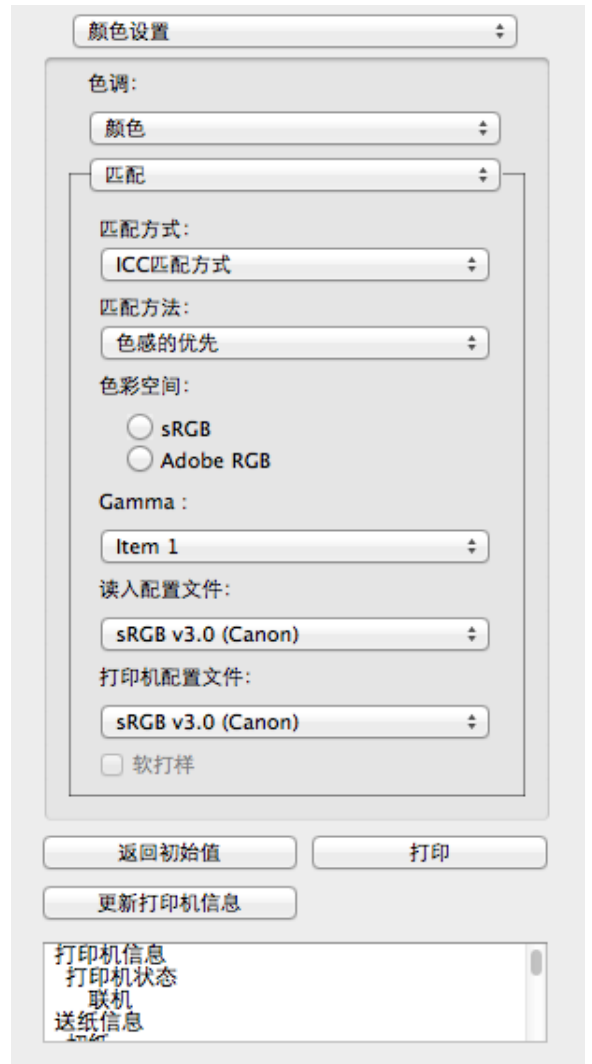 颜色设置
色调:
颜色
匹配
匹配方式:
ICC匹配方式
匹配方法:
色感的优先
色彩空间:
sRGB
Adobe RGB
Gamma :
Item 1
读入配置文件:
sRGB v3.0 (Canon)
打印机配置文件:
sRGB v3.0 (Canon)
软打样
返回初始值
打印
更新打印机信息
打印机信息
打印机状态
联机
送纸信息